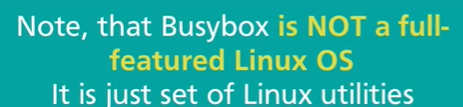 Note, that Busybox is NOT a full-
featured Linux OS
It is just set of Linux utilities